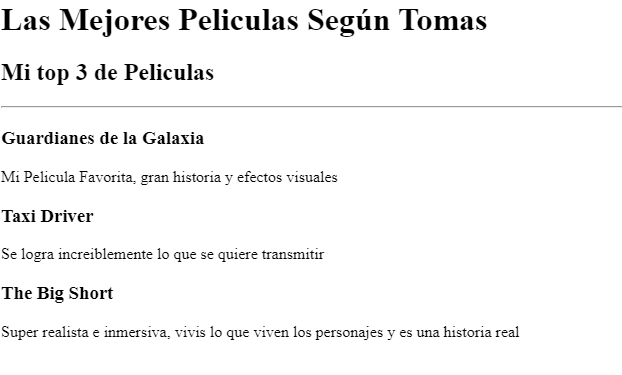 Las Mejores Peliculas Según Tomas
Mi top 3 de Peliculas
Guardianes de la Galaxia
Mi Pelicula Favorita, gran historia y efectos visuales
Taxi Driver
Se logra increiblemente lo que se quiere transmitir
The Big Short
Super realista e inmersiva, vivis lo que viven los personajes y es una historia real